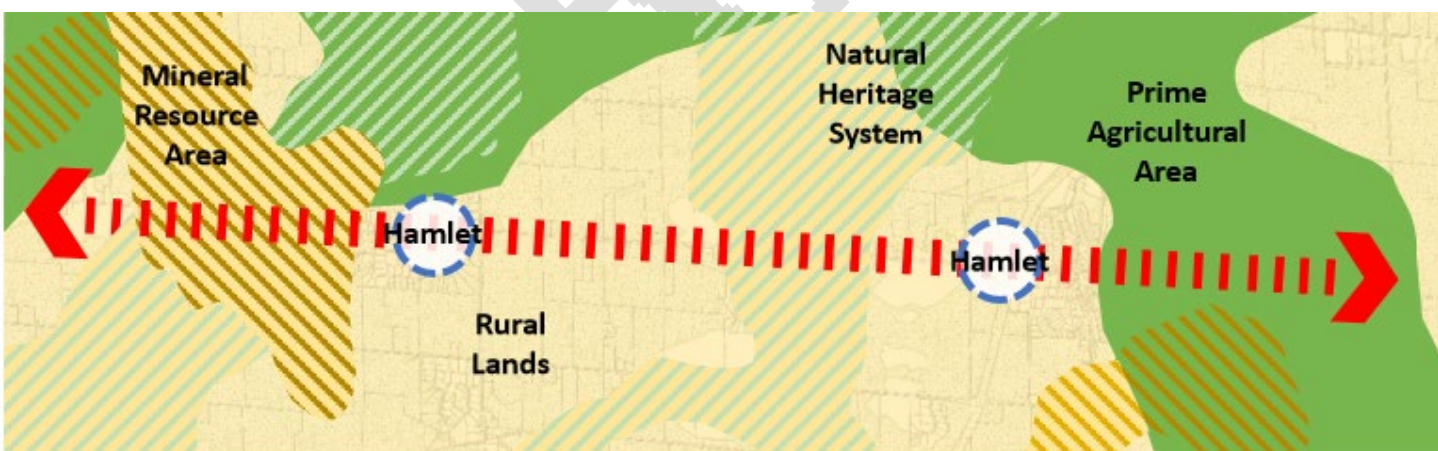 Mineral
Resource
Area
Natural
Heritage
System
Prime
Agricultural
Area
Hamlet
Hamlet
Rural
Lands